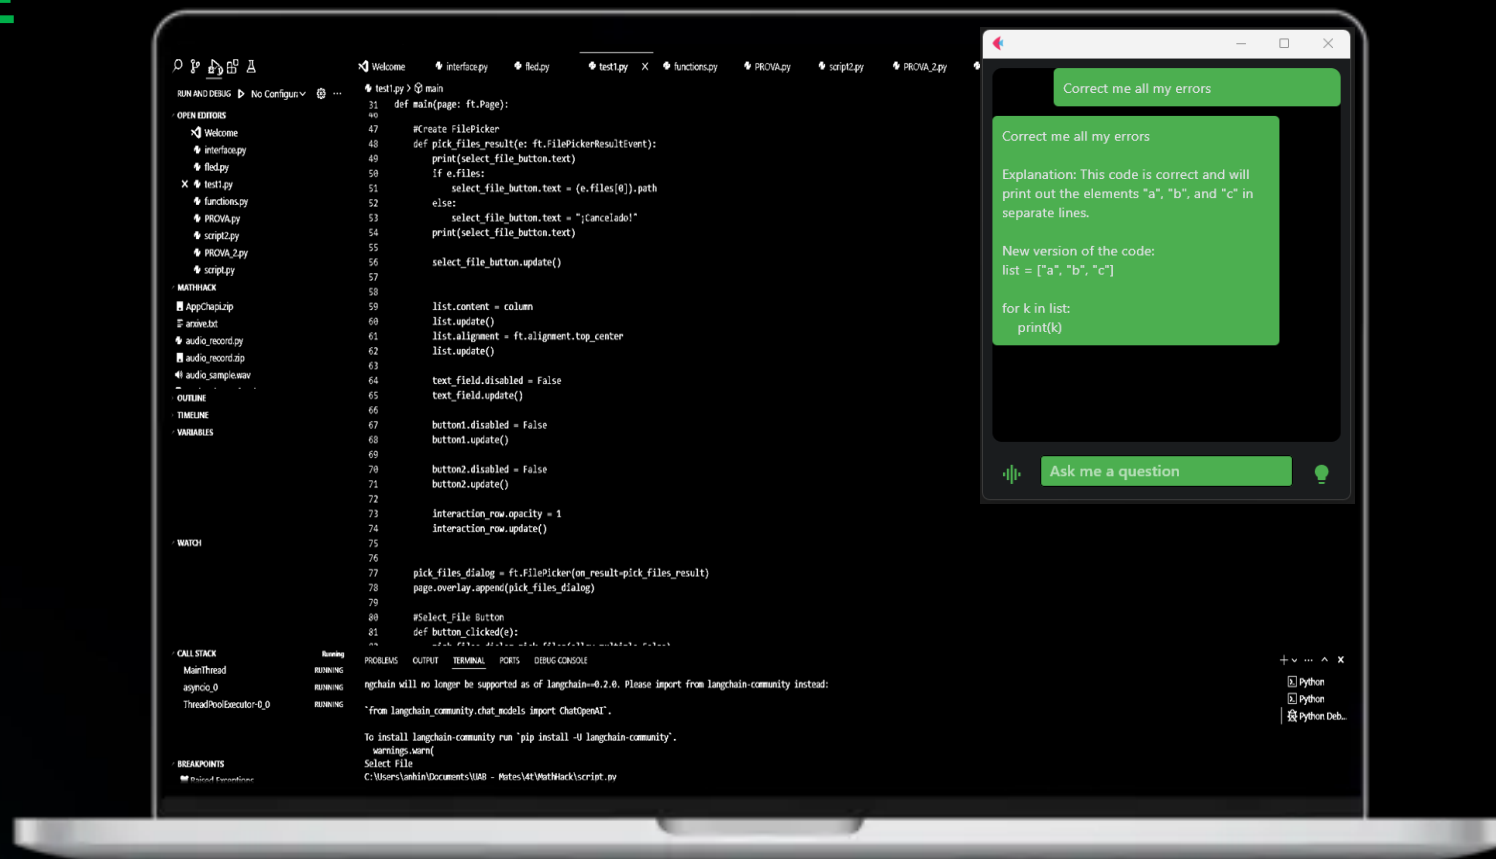 RUN AND DEBUG No Configur
OPEN EDITORS
Welcome
interface.py
fled.py
test1.py
functions.py
PROVA.py
script2.py
PROVA_2.py
script.py
MATHHACK
AppChapi.zip
arxive.txt
audio_record.py
audio_record.zip
audio_sample.wav
OUTLINE
TIMELINE
VARIABLES
WATCH
CALL STACK Running
MainThread RUNNING
asyncio_0 RUNNING
ThreadPoolExecutor-0_0 RUNNING
BREAKPOINTS
Welcome interface.py fled.py test1.py X functions.py PROVA.py script2.py PROVA_2.py
test1.py > main
31 def main(page: ft.Page):
46
47 #Create FilePicker
48 def pick_files_result(e: ft.FilePickerResultEvent):
49 print(select_file_button.text)
50 if e.files:
51 select_file_button.text = (e.files[0]).path
52 else:
53 select_file_button.text = "¡Cancelado!"
54 print(select_file_button.text)
55
56 select_file_button.update()
57
58
59 list.content = column
60 list.update()
61 list.alignment = ft.alignment.top_center
62 list.update()
63
64 text_field.disabled = False
65 text_field.update()
66
67 button1.disabled = False
68 button1.update()
69
70 button2.disabled = False
71 button2.update()
72
73 interaction_row.opacity = 1
74 interaction_row.update()
75
76
77 pick_files_dialog = ft.FilePicker(on_result=pick_files_result)
78 page.overlay.append(pick_files_dialog)
79
80 #Select_File Button
81 def button_clicked(e):
PROBLEMS OUTPUT TERMINAL PORTS DEBUG CONSOLE
ngchain will no longer be supported as of langchain==0.2.0. Please import from langchain-community instead:
`from langchain_community.chat_models import ChatOpenAI`.
To install langchain-community run `pip install -U langchain-community`.
warnings.warn(
Select File
C:\Users\anhin\Documents\UAB - Mates\4t\MathHack\script.py
Python
Python
Python Deb...
Correct me all my errors
Correct me all my errors
Explanation: This code is correct and will
print out the elements "a", "b", and "c" in
separate lines.
New version of the code:
list = ["a", "b", "c"]
for k in list:
print(k)
Ask me a question